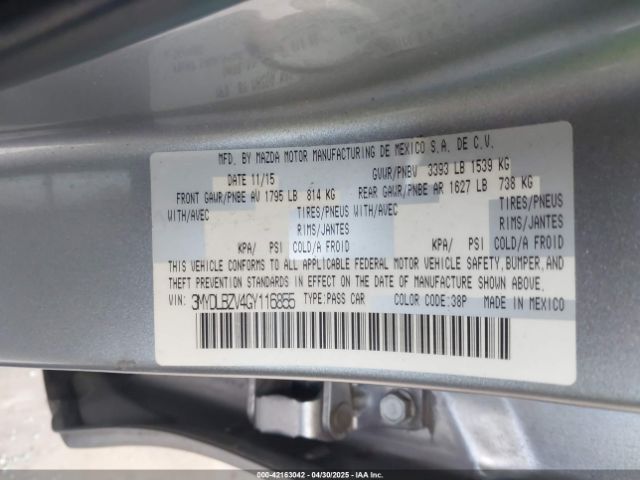 MFD. BY MAZDA MOTOR MANUFACTURING DE MEXICO S.A. DE C.V.
DATE 11/15 GVWR/PNBV 3393 LB 1539 KG
FRONT GAWR/PNBE AV 1795 LB 814 KG REAR GAWR/PNBE AR 1627 LB 738 KG
WITH/AVEC TIRES/PNEUS WITH/AVEC TIRES/PNEUS
RIMS/JANTES RIMS/JANTES
KPA/ PSI COLD/A FROID KPA/ PSI COLD/A FROID
THIS VEHICLE CONFORMS TO ALL APPLICABLE FEDERAL MOTOR VEHICLE SAFETY, BUMPER, AND
THEFT PREVENTION STANDARDS IN EFFECT ON THE DATE OF MANUFACTURE SHOWN ABOVE.
VIN: 3MYDLBZV4GY116855 TYPE: PASS CAR COLOR CODE: 38P MADE IN MEXICO
000-42163042 - 04/30/2025 - IAAI.COM